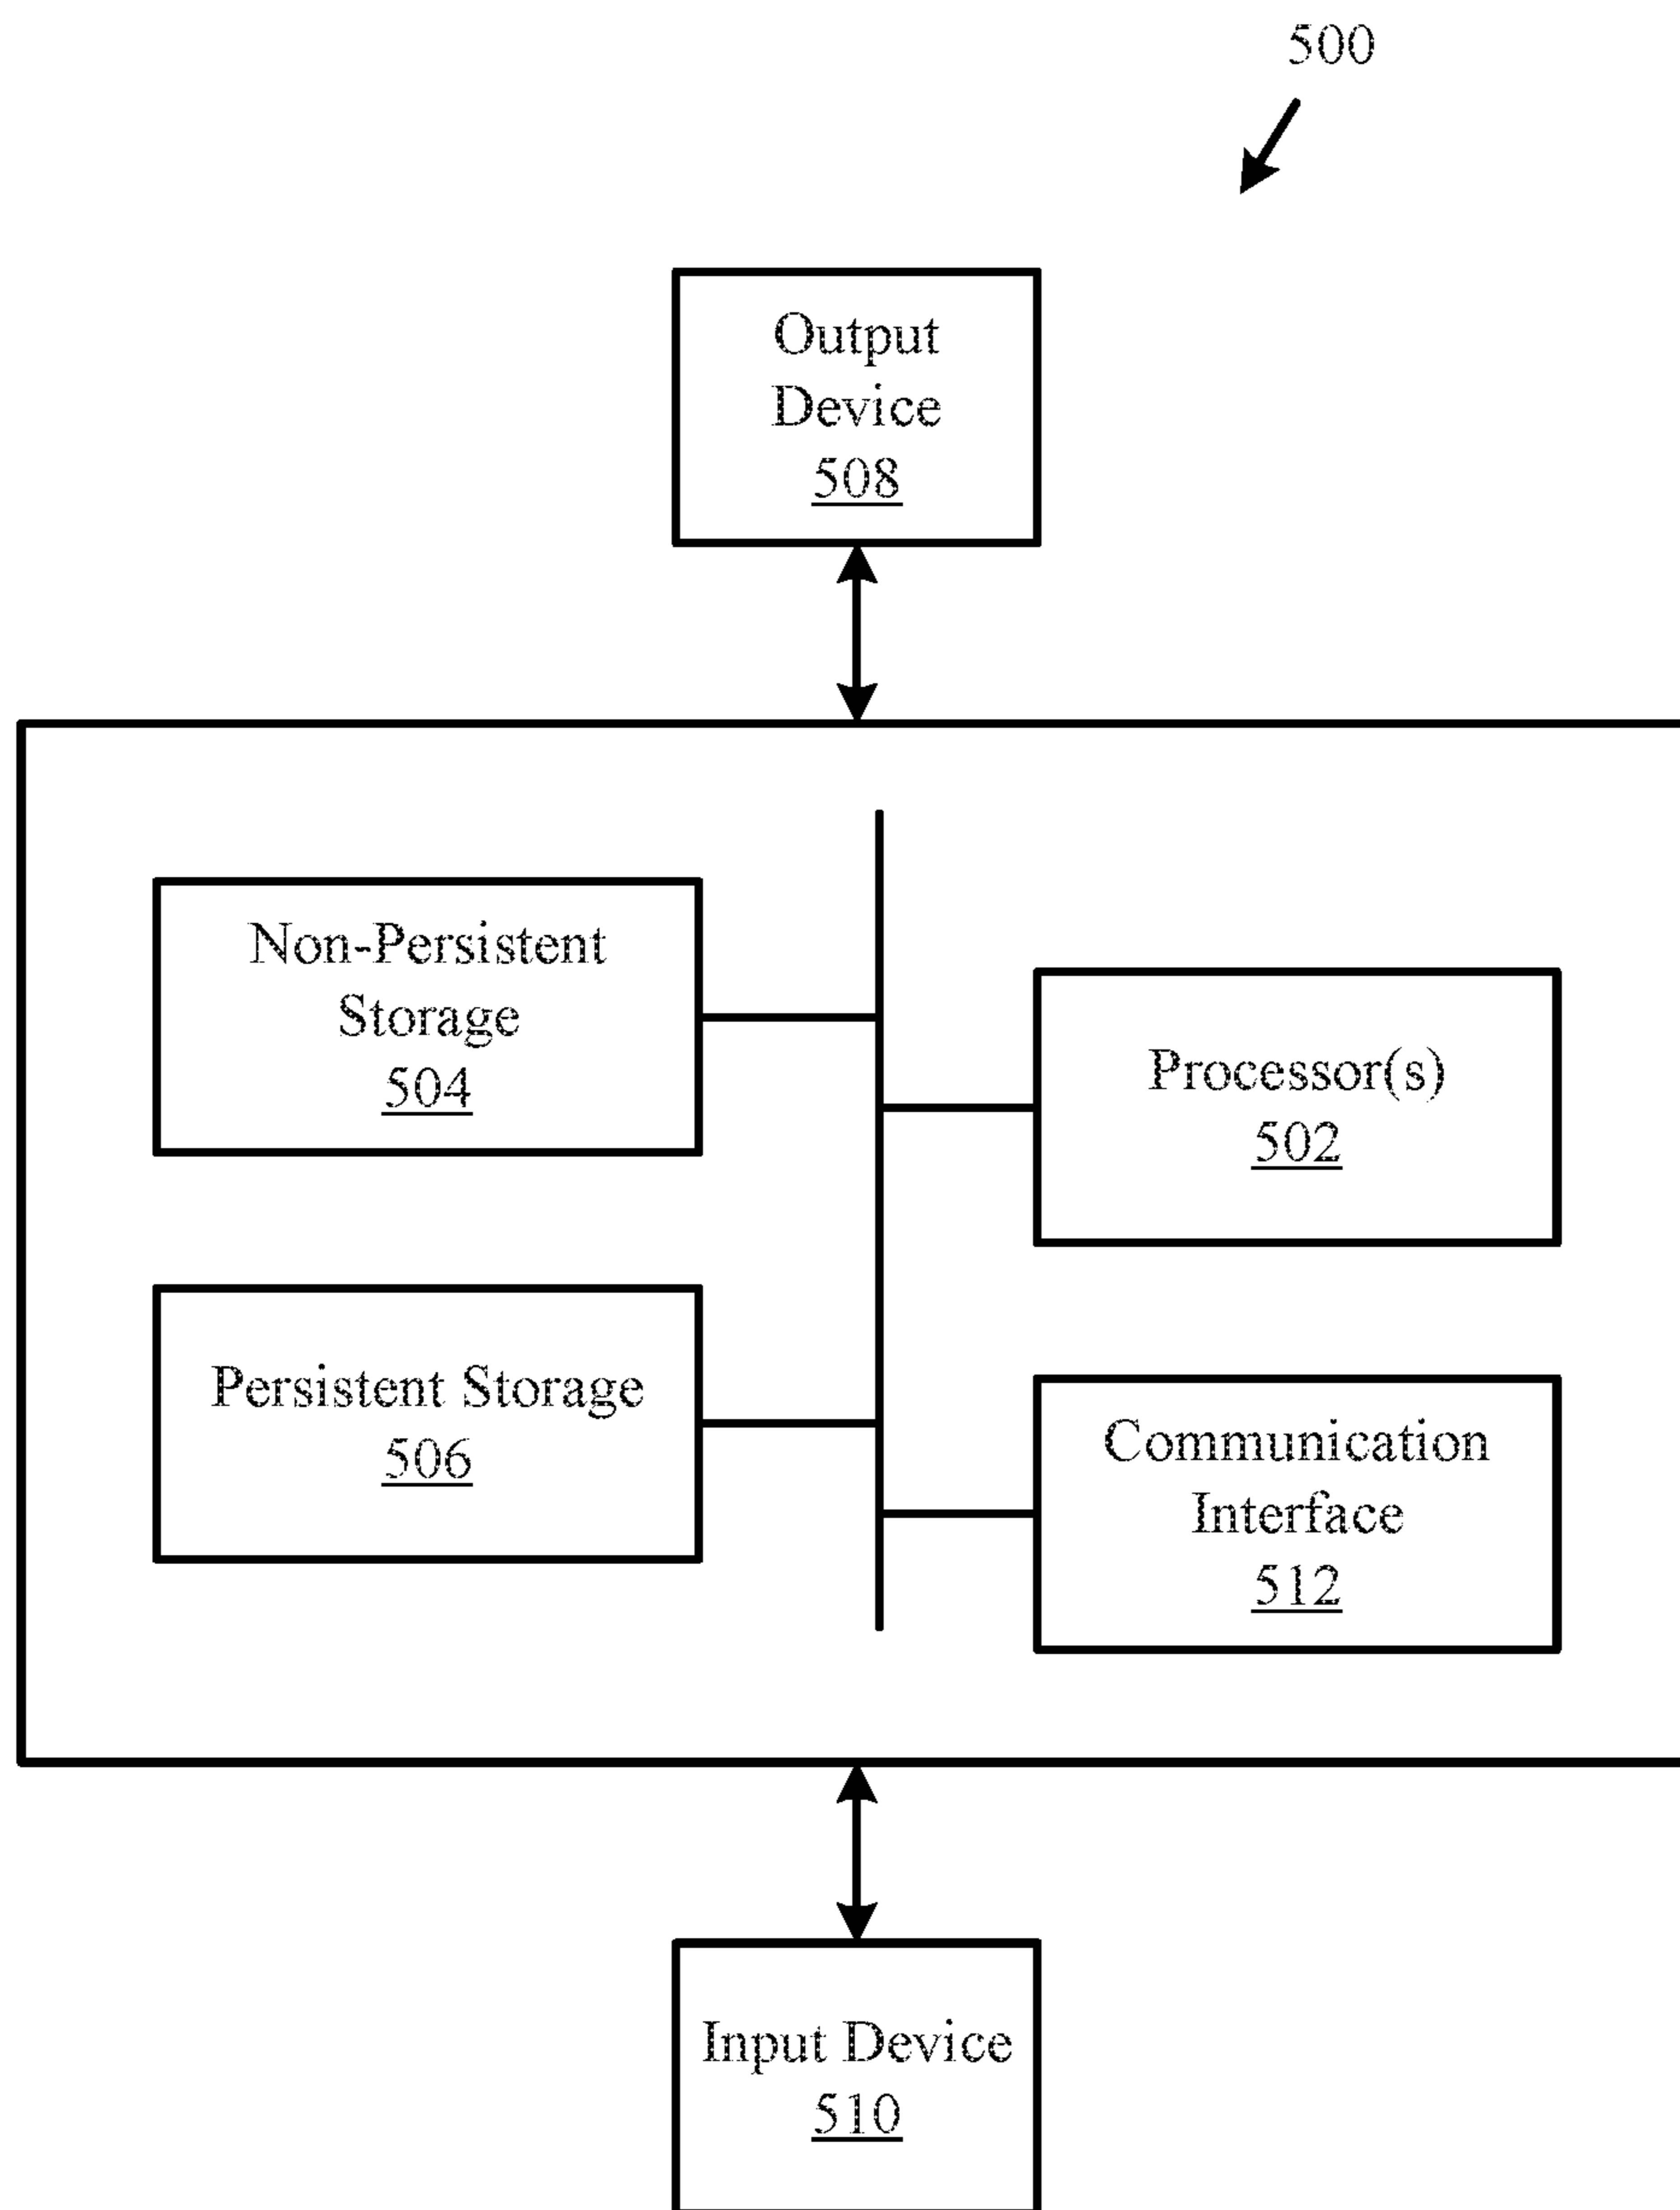 500
Output
Device
508
Non-Persistent
Storage
504
Processor(s)
502
Persistent Storage
506
Communication
Interface
512
Input Device
510